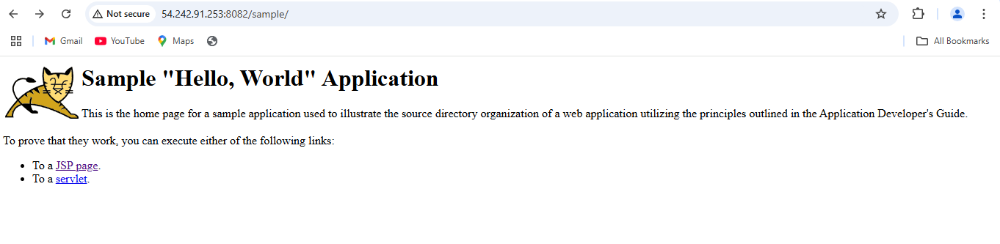 Not secure 54.242.91.253:8082/sample/
Gmail YouTube Maps All Bookmarks
Sample "Hello, World" Application
This is the home page for a sample application used to illustrate the source directory organization of a web application utilizing the principles outlined in the Application Developer's Guide.
To prove that they work, you can execute either of the following links:
• To a JSP page.
• To a servlet.